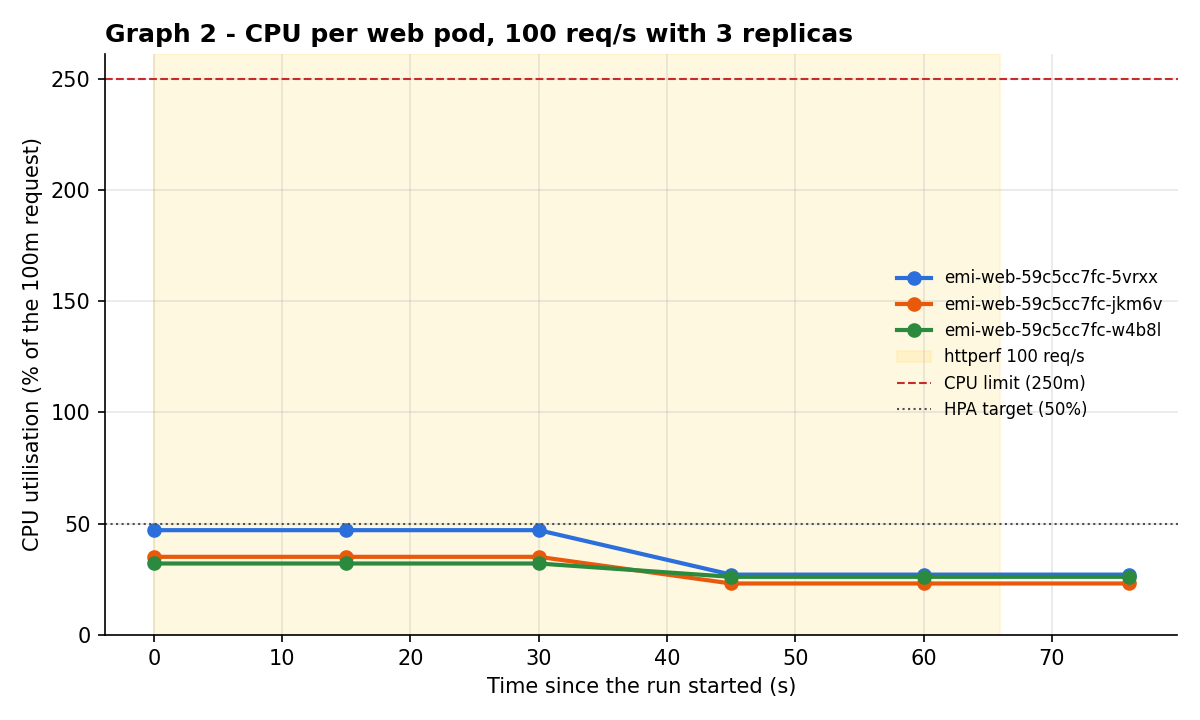 Graph 2 - CPU per web pod, 100 req/s with 3 replicas
CPU utilisation (% of the 100m request)
250
200
150
100
50
0
emi-web-59c5cc7fc-5vrxx
emi-web-59c5cc7fc-jkm6v
emi-web-59c5cc7fc-w4b8l
httperf 100 req/s
CPU limit (250m)
HPA target (50%)
0 10 20 30 40 50 60 70
Time since the run started (s)